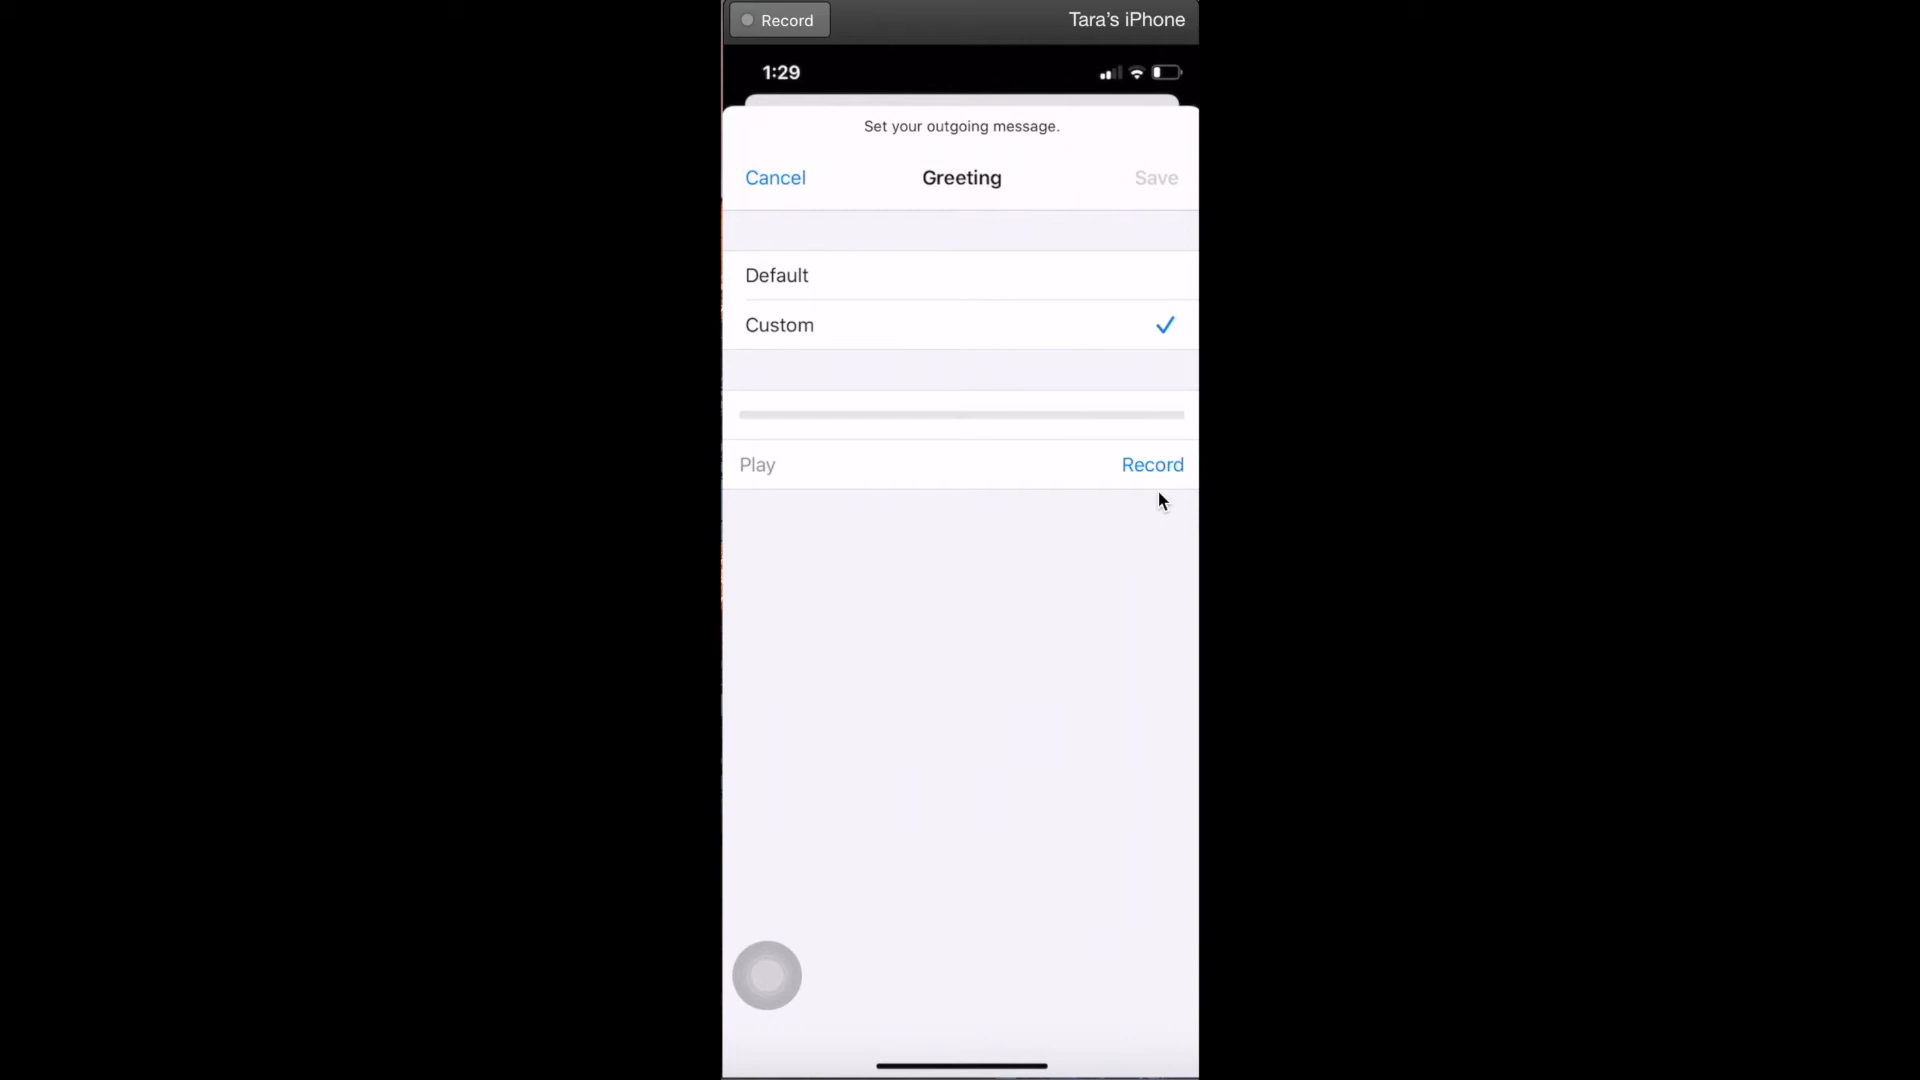 Record
Tara’s iPhone
1:29
Set your outgoing message.
Cancel
Greeting
Save
Default
Custom
Play
Record